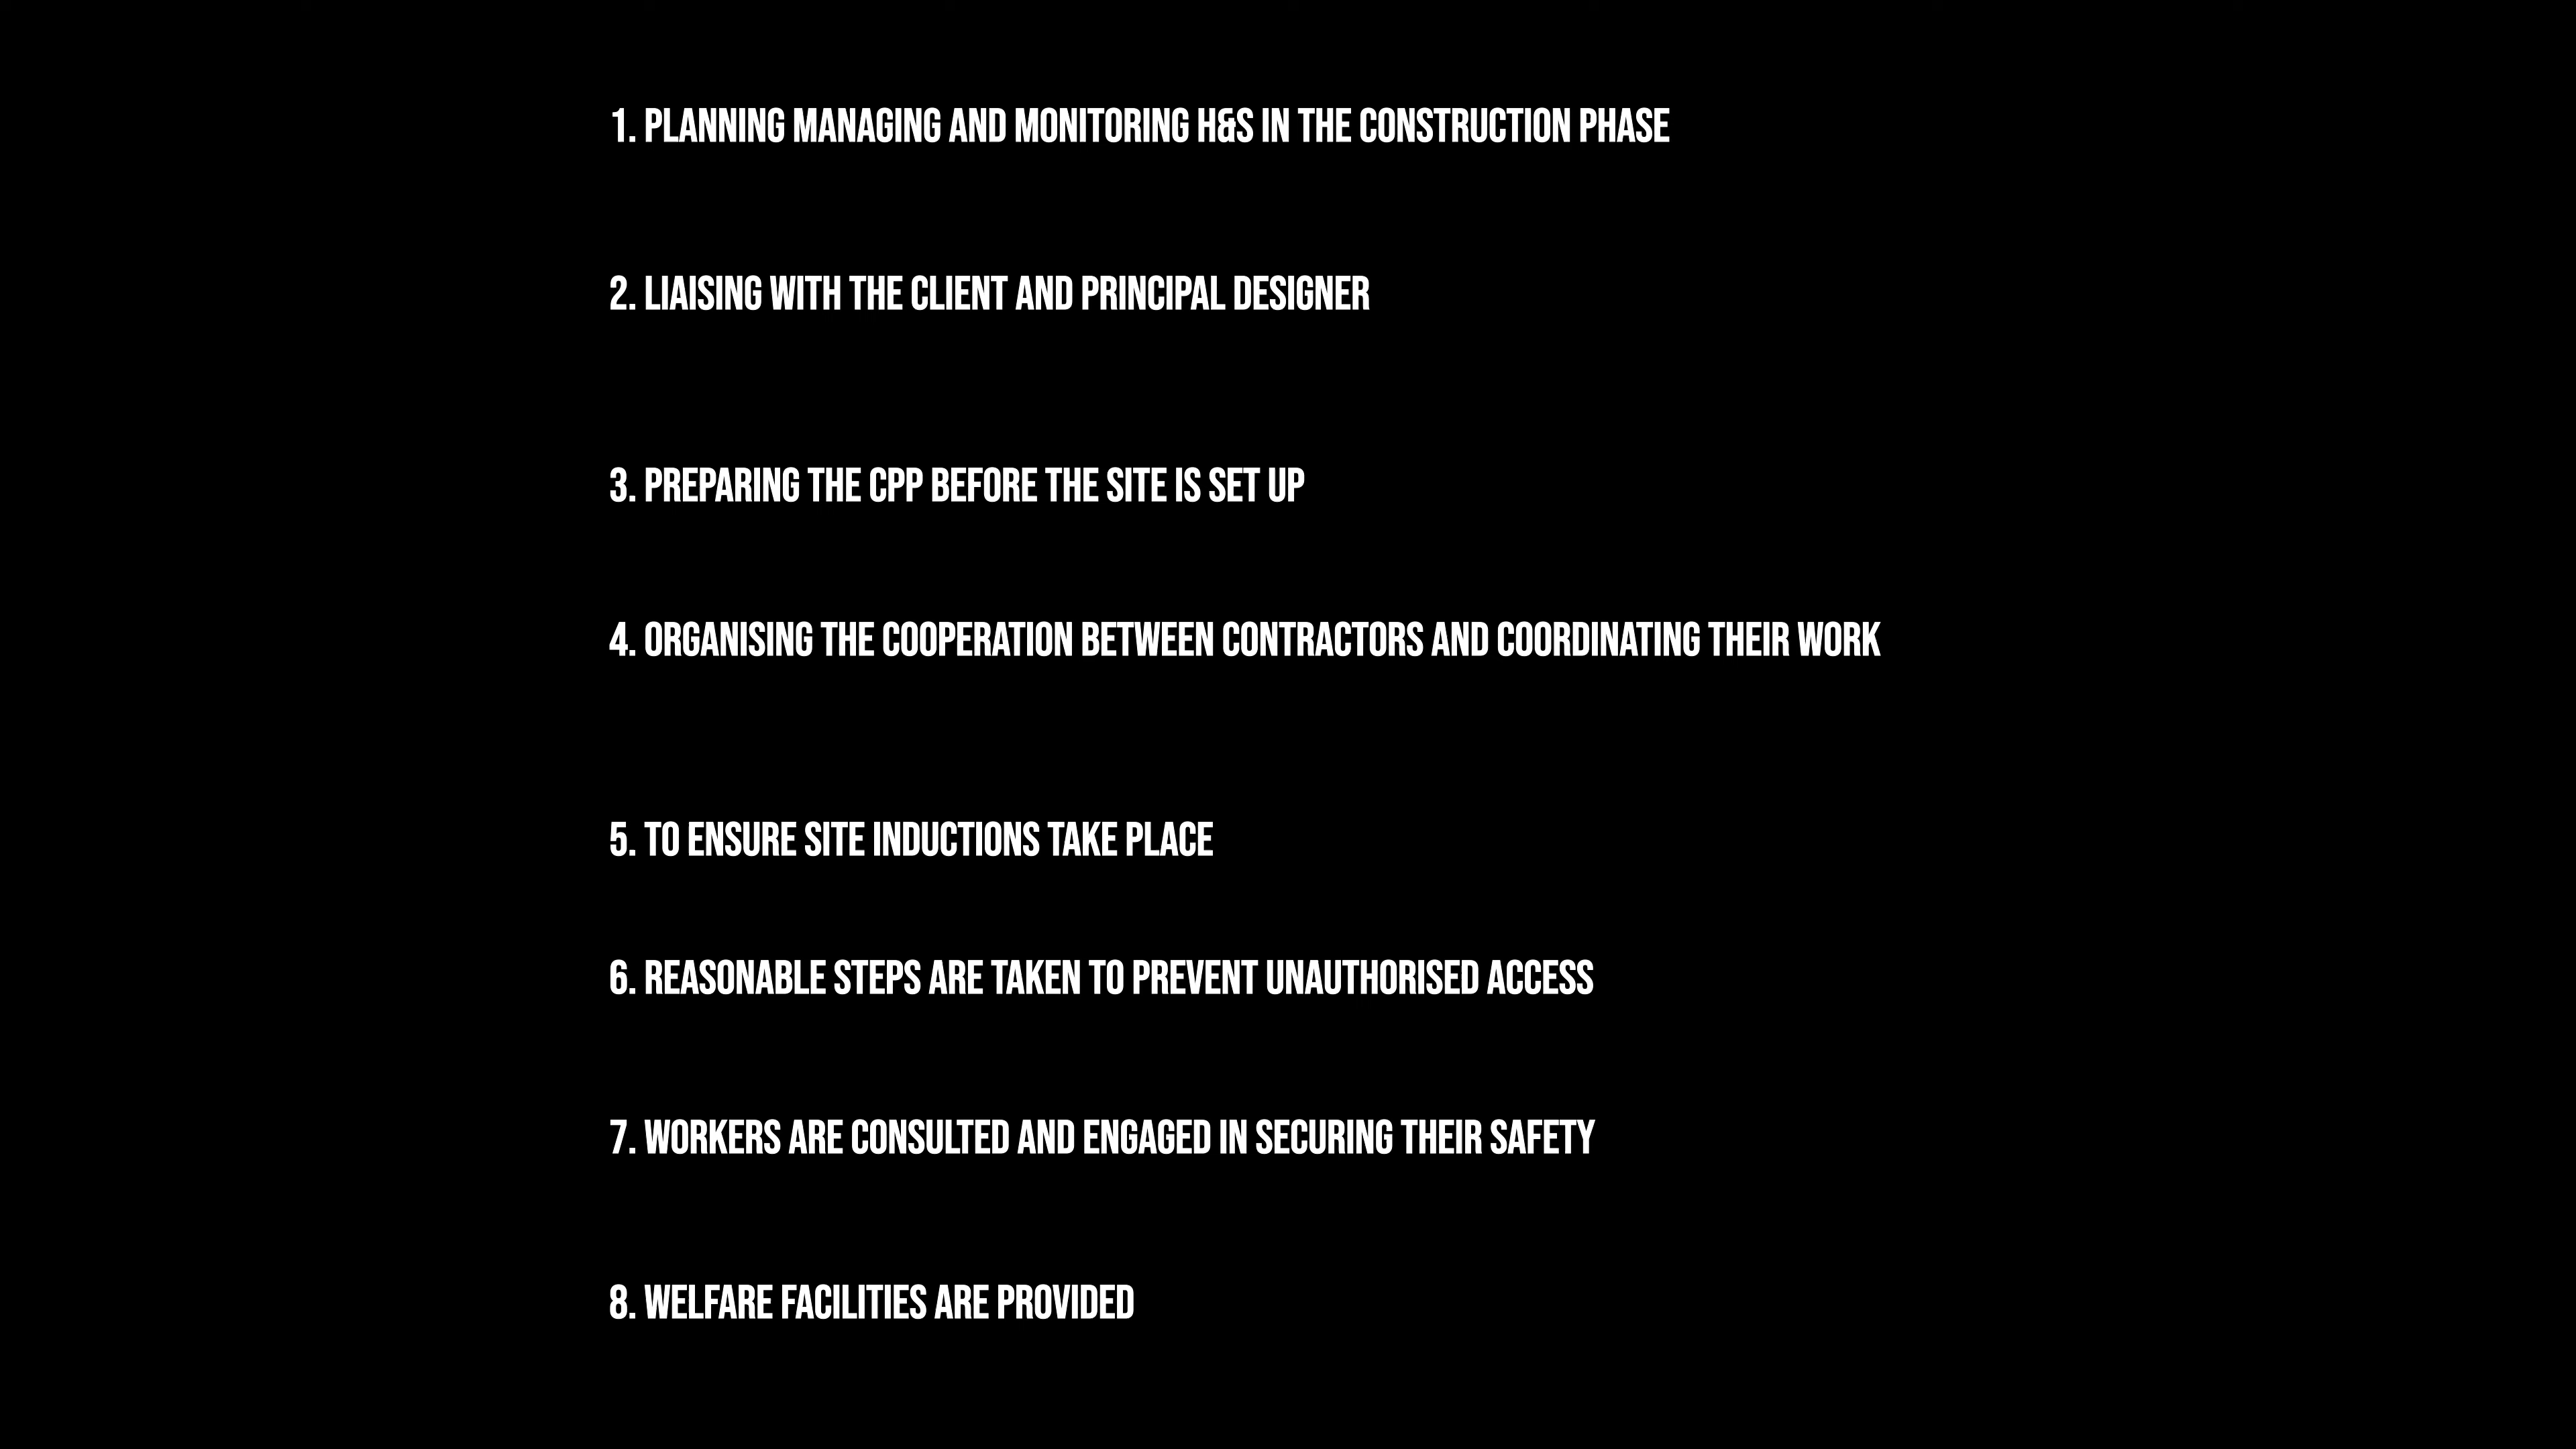 1. PLANNING MANAGING AND MONITORING H&S IN THE CONSTRUCTION PHASE
2. LIAISING WITH THE CLIENT AND PRINCIPAL DESIGNER
3. PREPARING THE CPP BEFORE THE SITE IS SET UP
4. ORGANISING THE COOPERATION BETWEEN CONTRACTORS AND COORDINATING THEIR WORK
5. TO ENSURE SITE INDUCTIONS TAKE PLACE
6. REASONABLE STEPS ARE TAKEN TO PREVENT UNAUTHORISED ACCESS
7. WORKERS ARE CONSULTED AND ENGAGED IN SECURING THEIR SAFETY
8. WELFARE FACILITIES ARE PROVIDED